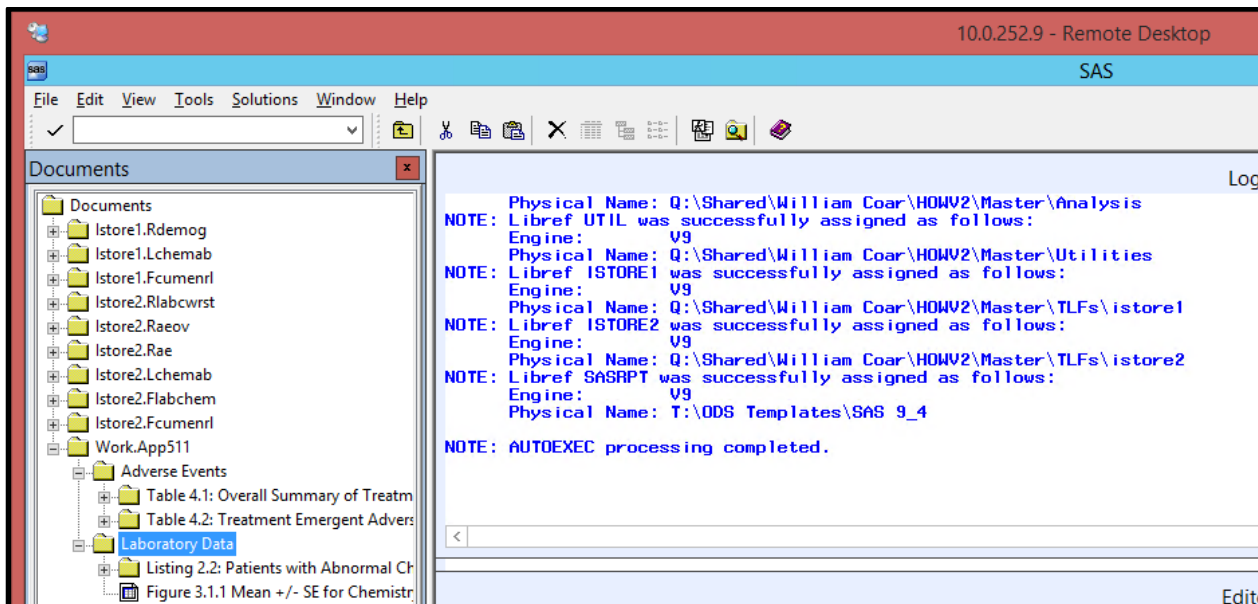 10.0.252.9 - Remote Desktop
sas
SAS
File Edit View Tools Solutions Window Help
Documents
x
Documents
Istore1.Rdemog
Istore1.Lchemab
Istore1.Fcumenrl
Istore2.Rlabcwrst
Istore2.Raeov
Istore2.Rae
Istore2.Lchemab
Istore2.Flabchem
Istore2.Fcumenrl
Work.App511
Adverse Events
Table 4.1: Overall Summary of Treatm
Table 4.2: Treatment Emergent Advers
Laboratory Data
Listing 2.2: Patients with Abnormal Ch
Figure 3.1.1 Mean +/- SE for Chemistr
Log
Physical Name: Q:\Shared\William Coar\HOWV2\Master\Analysis
NOTE: Libref UTIL was successfully assigned as follows:
Engine: V9
Physical Name: Q:\Shared\William Coar\HOWV2\Master\Utilities
NOTE: Libref ISTORE1 was successfully assigned as follows:
Engine: V9
Physical Name: Q:\Shared\William Coar\HOWV2\Master\TLFs\istore1
NOTE: Libref ISTORE2 was successfully assigned as follows:
Engine: V9
Physical Name: Q:\Shared\William Coar\HOWV2\Master\TLFs\istore2
NOTE: Libref SASRPT was successfully assigned as follows:
Engine: V9
Physical Name: T:\ODS Templates\SAS 9_4
NOTE: AUTOEXEC processing completed.
Edit